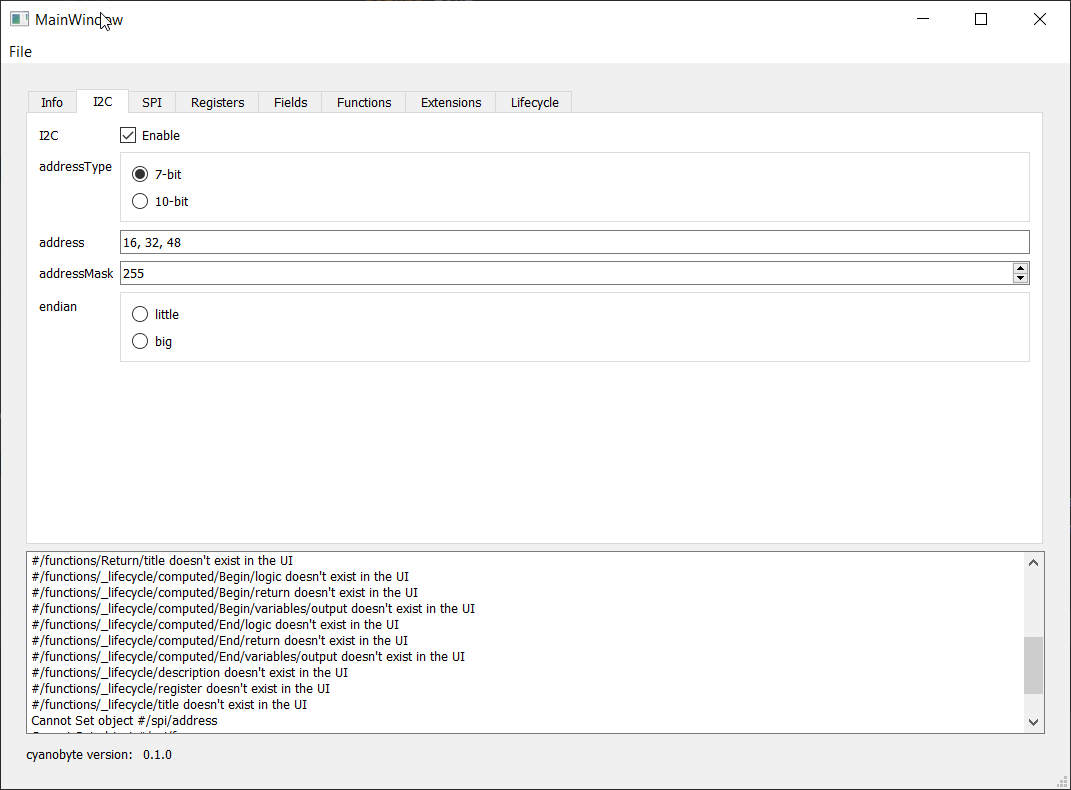 MainWindow
File
Info I2C SPI Registers Fields Functions Extensions Lifecycle
I2C Enable
addressType
7-bit
10-bit
address 16, 32, 48
addressMask 255
endian
little
big
#/functions/Return/title doesn't exist in the UI
#/functions/_lifecycle/computed/Begin/logic doesn't exist in the UI
#/functions/_lifecycle/computed/Begin/return doesn't exist in the UI
#/functions/_lifecycle/computed/Begin/variables/output doesn't exist in the UI
#/functions/_lifecycle/computed/End/logic doesn't exist in the UI
#/functions/_lifecycle/computed/End/return doesn't exist in the UI
#/functions/_lifecycle/computed/End/variables/output doesn't exist in the UI
#/functions/_lifecycle/description doesn't exist in the UI
#/functions/_lifecycle/register doesn't exist in the UI
#/functions/_lifecycle/title doesn't exist in the UI
Cannot Set object #/spi/address
cyanobyte version: 0.1.0